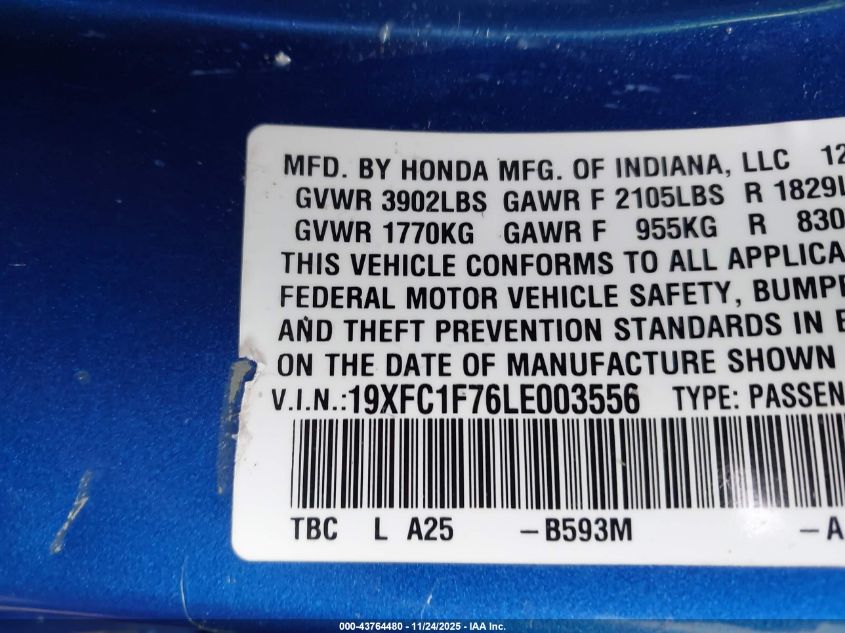 MFD. BY HONDA MFG. OF INDIANA, LLC 12
GVWR 3902LBS GAWR F 2105LBS R 1829L
GVWR 1770KG GAWR F 955KG R 830
THIS VEHICLE CONFORMS TO ALL APPLICA
FEDERAL MOTOR VEHICLE SAFETY, BUMPE
AND THEFT PREVENTION STANDARDS IN E
ON THE DATE OF MANUFACTURE SHOWN
V.I.N.:19XFC1F76LE003556 TYPE: PASSEN
TBC L A25 -B593M -A
000-43764480 - 11/24/2025 - IAA Inc.